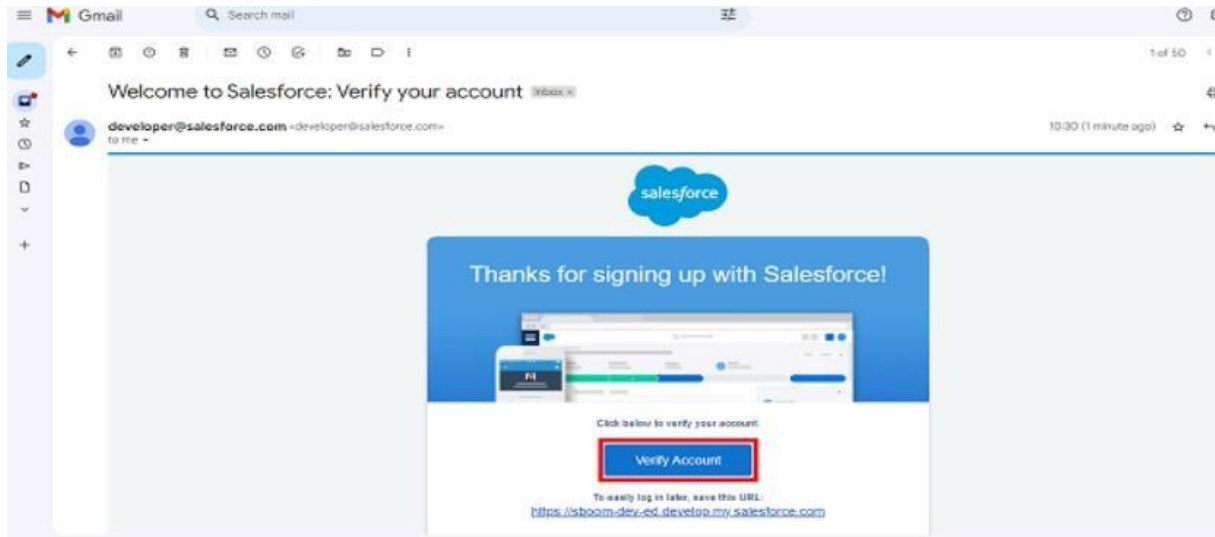 Gmail
Search mail
1 of 50
Welcome to Salesforce: Verify your account Inbox ×
developer@salesforce.com <developer@salesforce.com>
to me
10:30 (1 minute ago)
salesforce
Thanks for signing up with Salesforce!
Click below to verify your account.
Verify Account
To easily log in later, save this URL:
https://sboom-dev-ed.develop.my.salesforce.com